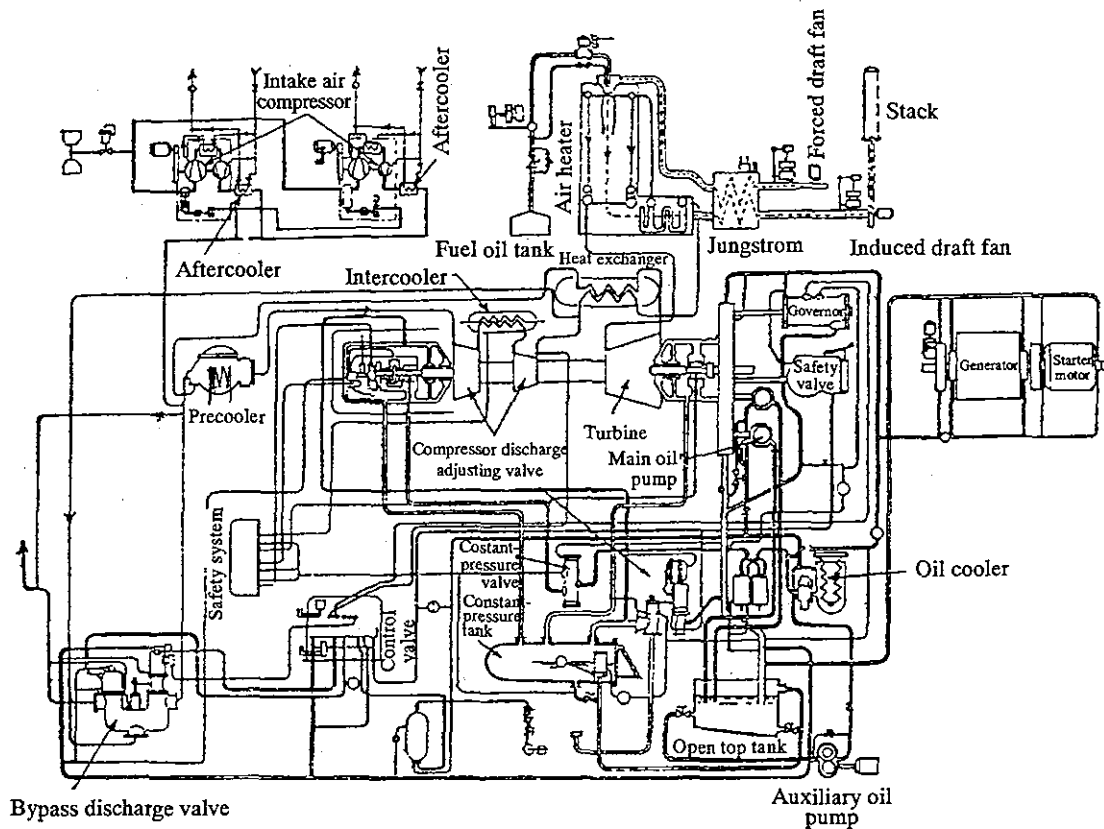 Intake air
compressor
Aftercooler
Aftercooler
Fuel oil tank
Air heater
Forced draft fan
Stack
Jungstrom
Induced draft fan
Heat exchanger
Intercooler
Precooler
Compressor discharge
adjusting valve
Turbine
Main oil
pump
Governor
Safety
valve
Generator
Starter
motor
Safety system
Costant-
pressure
valve
Constant-
pressure
tank
Control
valve
Oil cooler
Open top tank
Auxiliary oil
pump
Bypass discharge valve